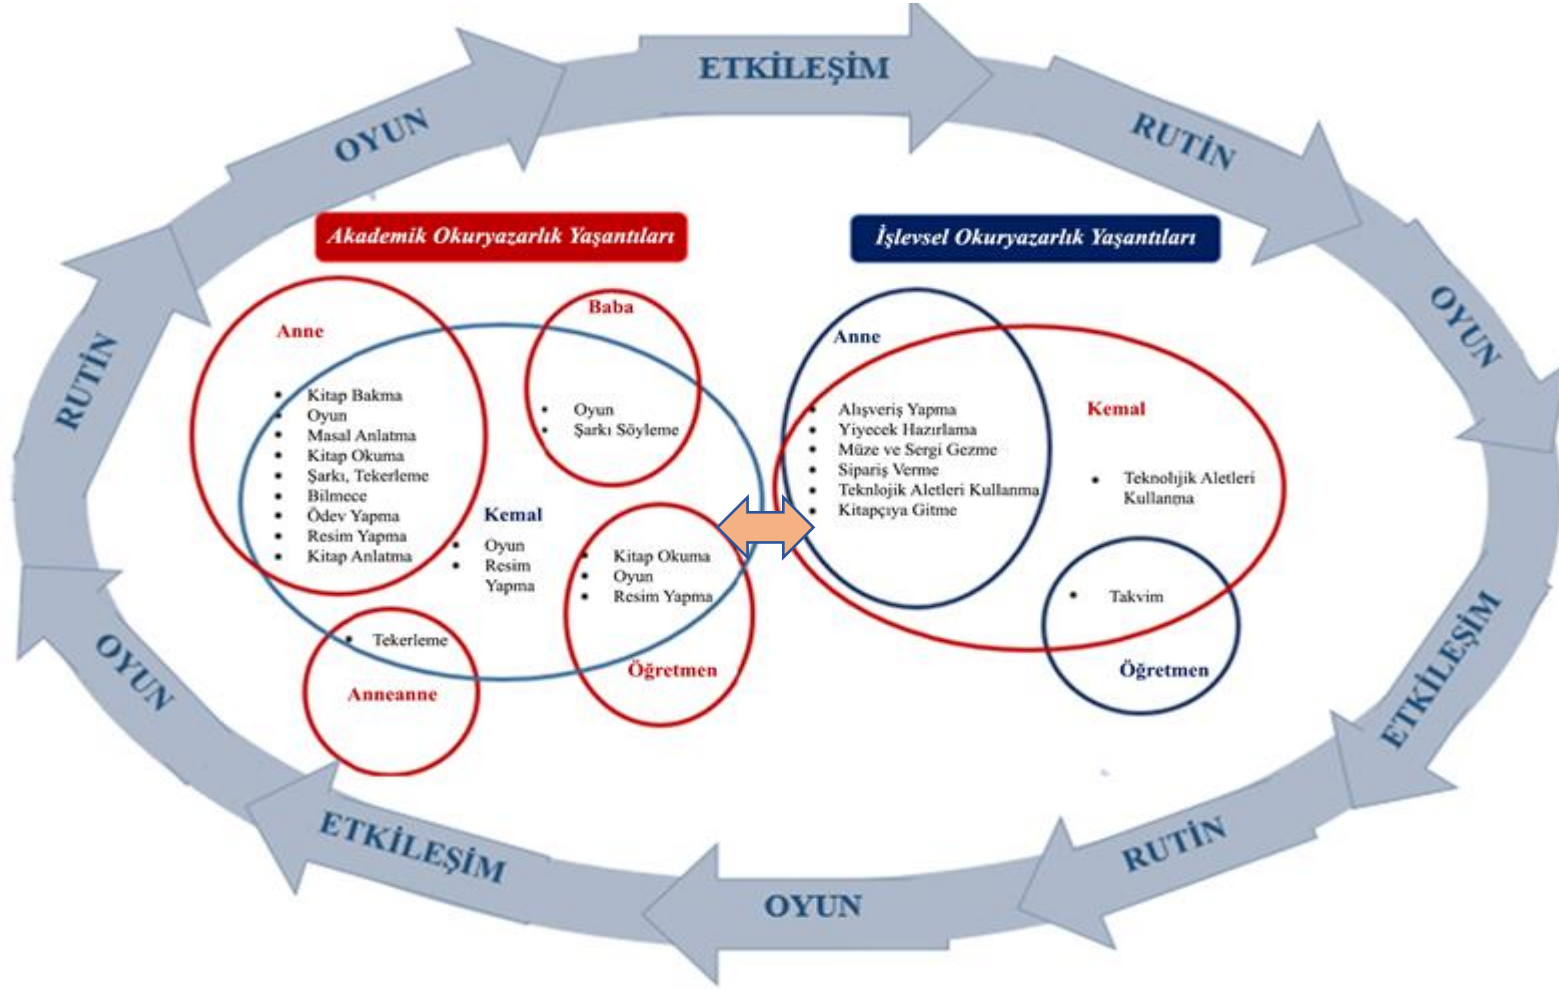 ETKİLEŞİM
OYUN
RUTİN
RUTİN
OYUN
Akademik Okuryazarlık Yaşantıları
Baba
Anne
Oyun
Şarkı Söyleme
Kitap Bakma
Oyun
Masal Anlatma
Kitap Okuma
Şarkı, Tekerleme
Bilmece
Ödev Yapma
Resim Yapma
Kitap Anlatma
Kemal
Oyun
Resim
Yapma
Kitap Okuma
Oyun
Resim Yapma
Öğretmen
Tekerleme
Anneanne
İşlevsel Okuryazarlık Yaşantıları
Anne
Alışveriş Yapma
Yiyecek Hazırlama
Müze ve Sergi Gezme
Sipariş Verme
Teknlojik Aletleri Kullanma
Kitapçıya Gitme
Kemal
Teknolıjik Aletleri
Kullanma
Takvim
Öğretmen
OYUN
ETKİLEŞİM
ETKİLEŞİM
RUTİN
OYUN